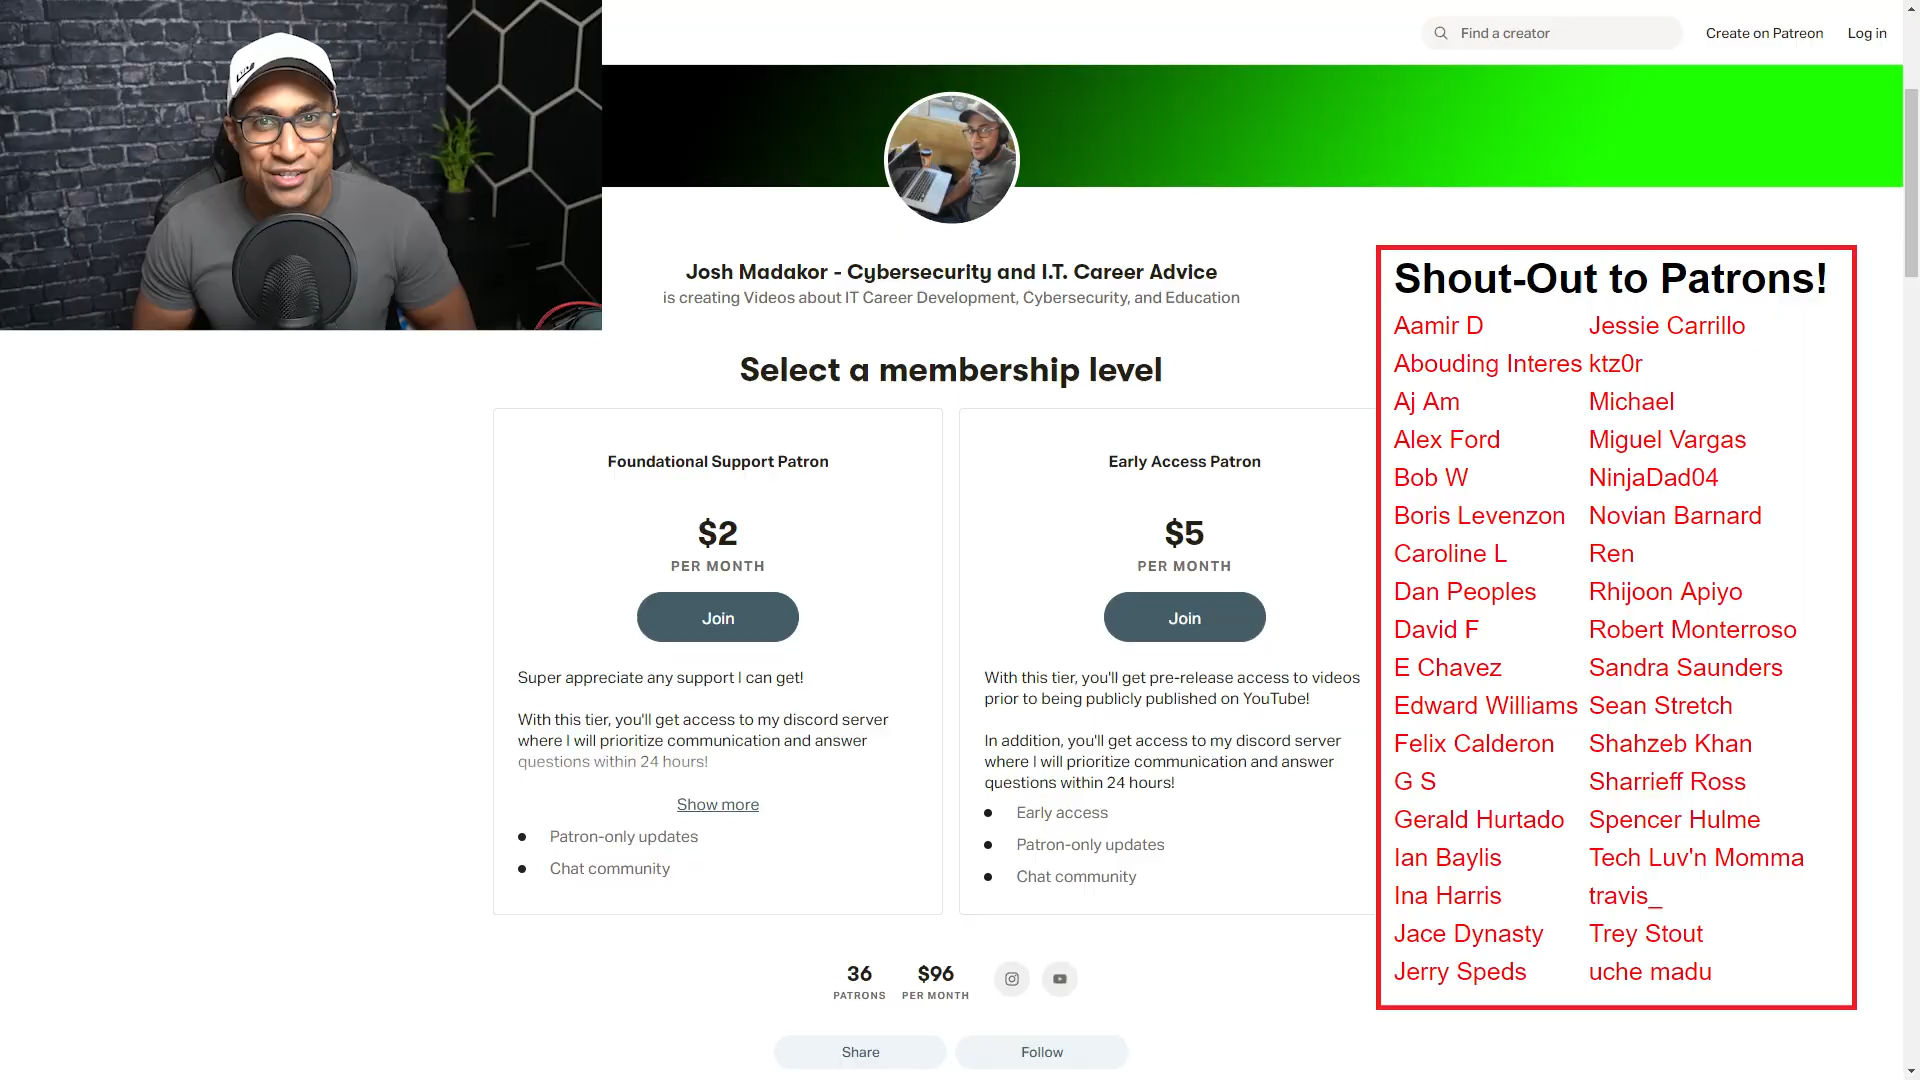 Find a creator
Create on Patreon
Log in
Josh Madakor - Cybersecurity and I.T. Career Advice
is creating Videos about IT Career Development, Cybersecurity, and Education
Select a membership level
Foundational Support Patron
$2
PER MONTH
Join
Super appreciate any support I can get!
With this tier, you'll get access to my discord server
where I will prioritize communication and answer
questions within 24 hours!
Show more
Patron-only updates
Chat community
Early Access Patron
$5
PER MONTH
Join
With this tier, you'll get pre-release access to videos
prior to being publicly published on YouTube!
In addition, you'll get access to my discord server
where I will prioritize communication and answer
questions within 24 hours!
Early access
Patron-only updates
Chat community
36
PATRONS
$96
PER MONTH
Share
Follow
Shout-Out to Patrons!
Aamir D
Abouding Interes
Aj Am
Alex Ford
Bob W
Boris Levenzon
Caroline L
Dan Peoples
David F
E Chavez
Edward Williams
Felix Calderon
G S
Gerald Hurtado
Ian Baylis
Ina Harris
Jace Dynasty
Jerry Speds
Jessie Carrillo
ktz0r
Michael
Miguel Vargas
NinjaDad04
Novian Barnard
Ren
Rhijoon Apiyo
Robert Monterroso
Sandra Saunders
Sean Stretch
Shahzeb Khan
Sharrieff Ross
Spencer Hulme
Tech Luv'n Momma
travis_
Trey Stout
uche madu